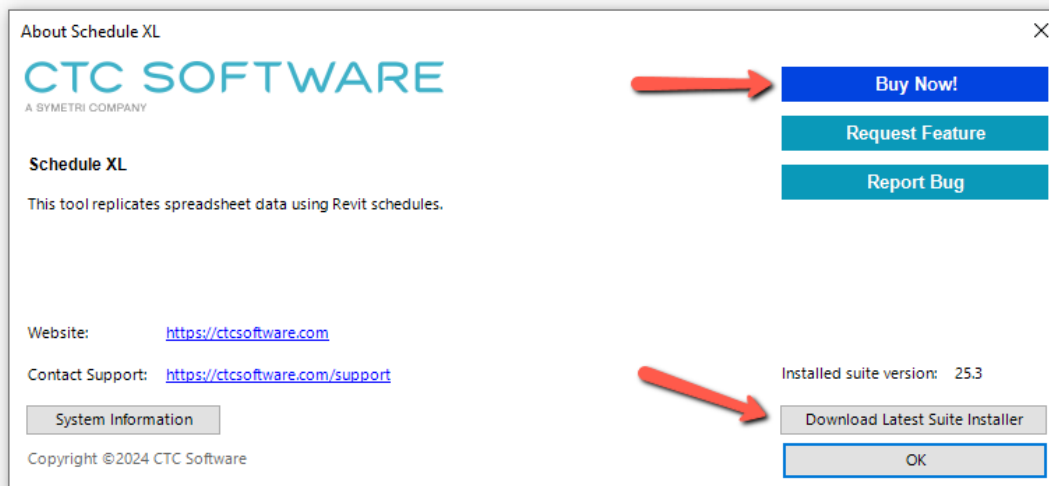 About Schedule XL
CTC SOFTWARE
A SYMETRI COMPANY
Buy Now!
Request Feature
Report Bug
Schedule XL
This tool replicates spreadsheet data using Revit schedules.
Website: https://ctcsoftware.com
Contact Support: https://ctcsoftware.com/support
Installed suite version: 25.3
System Information
Download Latest Suite Installer
Copyright ©2024 CTC Software
OK